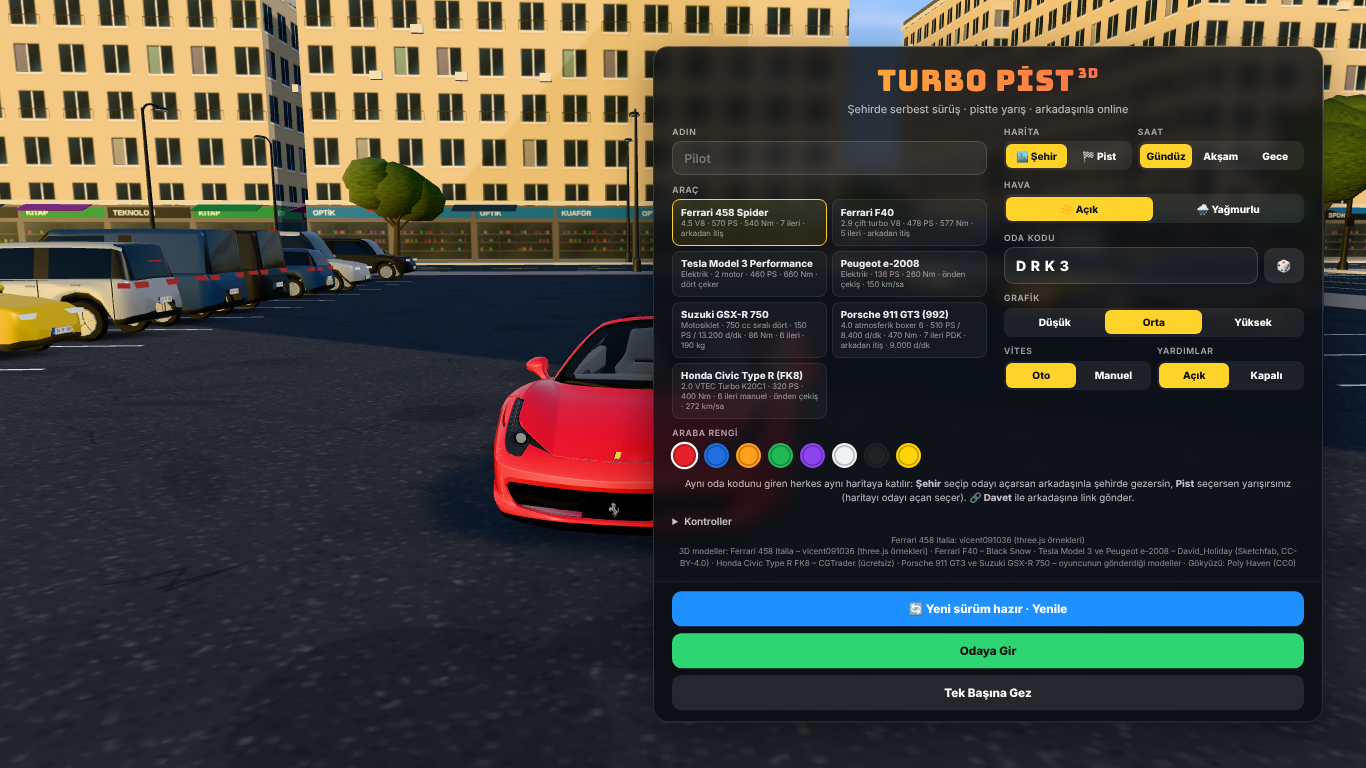 KİTAP
TEKNOLO
KİTAP
OPTİK
OPTİK
KUAFÖR
SPOR
TURBO PİST 3D
Şehirde serbest sürüş · pistte yarış · arkadaşınla online
ADIN
Pilot
ARAÇ
Ferrari 458 Spider
4.5 V8 · 570 PS · 540 Nm · 7 ileri ·
arkadan itiş
Ferrari F40
2.9 çift turbo V8 · 478 PS · 577 Nm ·
5 ileri · arkadan itiş
Tesla Model 3 Performance
Elektrik · 2 motor · 460 PS · 660 Nm ·
dört çeker
Peugeot e-2008
Elektrik · 136 PS · 260 Nm · önden
çekiş · 150 km/sa
Suzuki GSX-R 750
Motosiklet · 750 cc sıralı dört · 150
PS / 13.200 d/dk · 86 Nm · 6 ileri ·
190 kg
Porsche 911 GT3 (992)
4.0 atmosferik boxer 6 · 510 PS /
8.400 d/dk · 470 Nm · 7 ileri PDK ·
arkadan itiş · 9.000 d/dk
Honda Civic Type R (FK8)
2.0 VTEC Turbo K20C1 · 320 PS ·
400 Nm · 6 ileri manuel · önden çekiş
· 272 km/sa
HARİTA
🏙️ Şehir
🏁 Pist
SAAT
Gündüz
Akşam
Gece
HAVA
☀️ Açık
🌧️ Yağmurlu
ODA KODU
DRK3
🎲
GRAFİK
Düşük
Orta
Yüksek
VİTES
Oto
Manuel
YARDIMLAR
Açık
Kapalı
ARABA RENGİ
Aynı oda kodunu giren herkes aynı haritaya katılır: Şehir seçip odayı açarsan arkadaşınla şehirde gezersin, Pist seçersen yarışırsınız
(haritayı odayı açan seçer). 🔗 Davet ile arkadaşına link gönder.
▶ Kontroller
Ferrari 458 Italia: vicent091036 (three.js örnekleri)
3D modeller: Ferrari 458 Italia – vicent091036 (three.js örnekleri) · Ferrari F40 – Black Snow · Tesla Model 3 ve Peugeot e-2008 – David_Holiday (Sketchfab, CC-
BY-4.0) · Honda Civic Type R FK8 – CGTrader (ücretsiz) · Porsche 911 GT3 ve Suzuki GSX-R 750 – oyuncunun gönderdiği modeller · Gökyüzü: Poly Haven (CC0)
🔄 Yeni sürüm hazır · Yenile
Odaya Gir
Tek Başına Gez